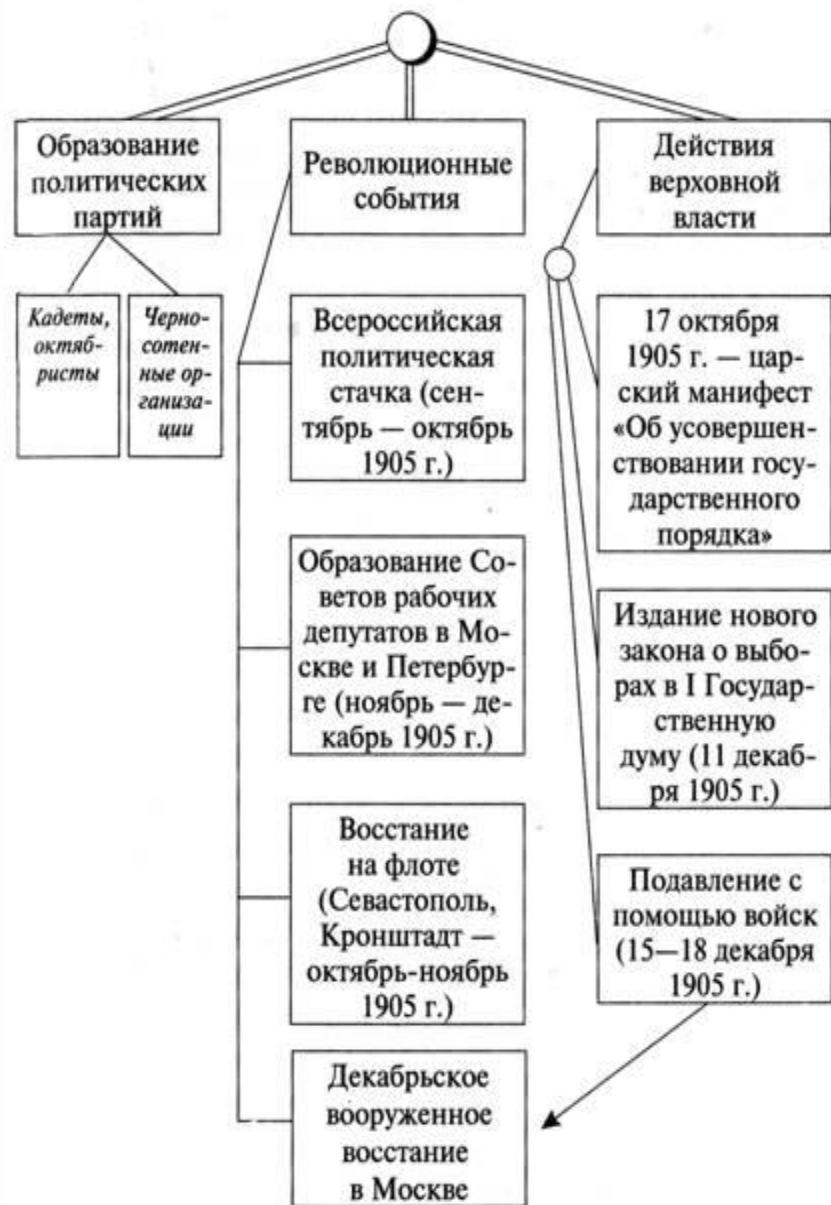 Образование
политических
партий
Революционные
события
Действия
верховной
власти
Кадеты,
октяб-
ристы
Черно-
сотен-
ные ор-
ганиза-
ции
Всероссийская
политическая
стачка (сен-
тябрь — октябрь
1905 г.)
17 октября
1905 г. — цар-
ский манифест
«Об усовершен-
ствовании госу-
дарственного
порядка»
Образование Со-
ветов рабочих
депутатов в Мо-
скве и Петербур-
ге (ноябрь — де-
кабрь 1905 г.)
Издание нового
закона о выбо-
рах в I Государ-
ственную
думу (11 декаб-
ря 1905 г.)
Восстание
на флоте
(Севастополь,
Кронштадт —
октябрь-ноябрь
1905 г.)
Подавление с
помощью войск
(15—18 декабря
1905 г.)
Декабрьское
вооруженное
восстание
в Москве